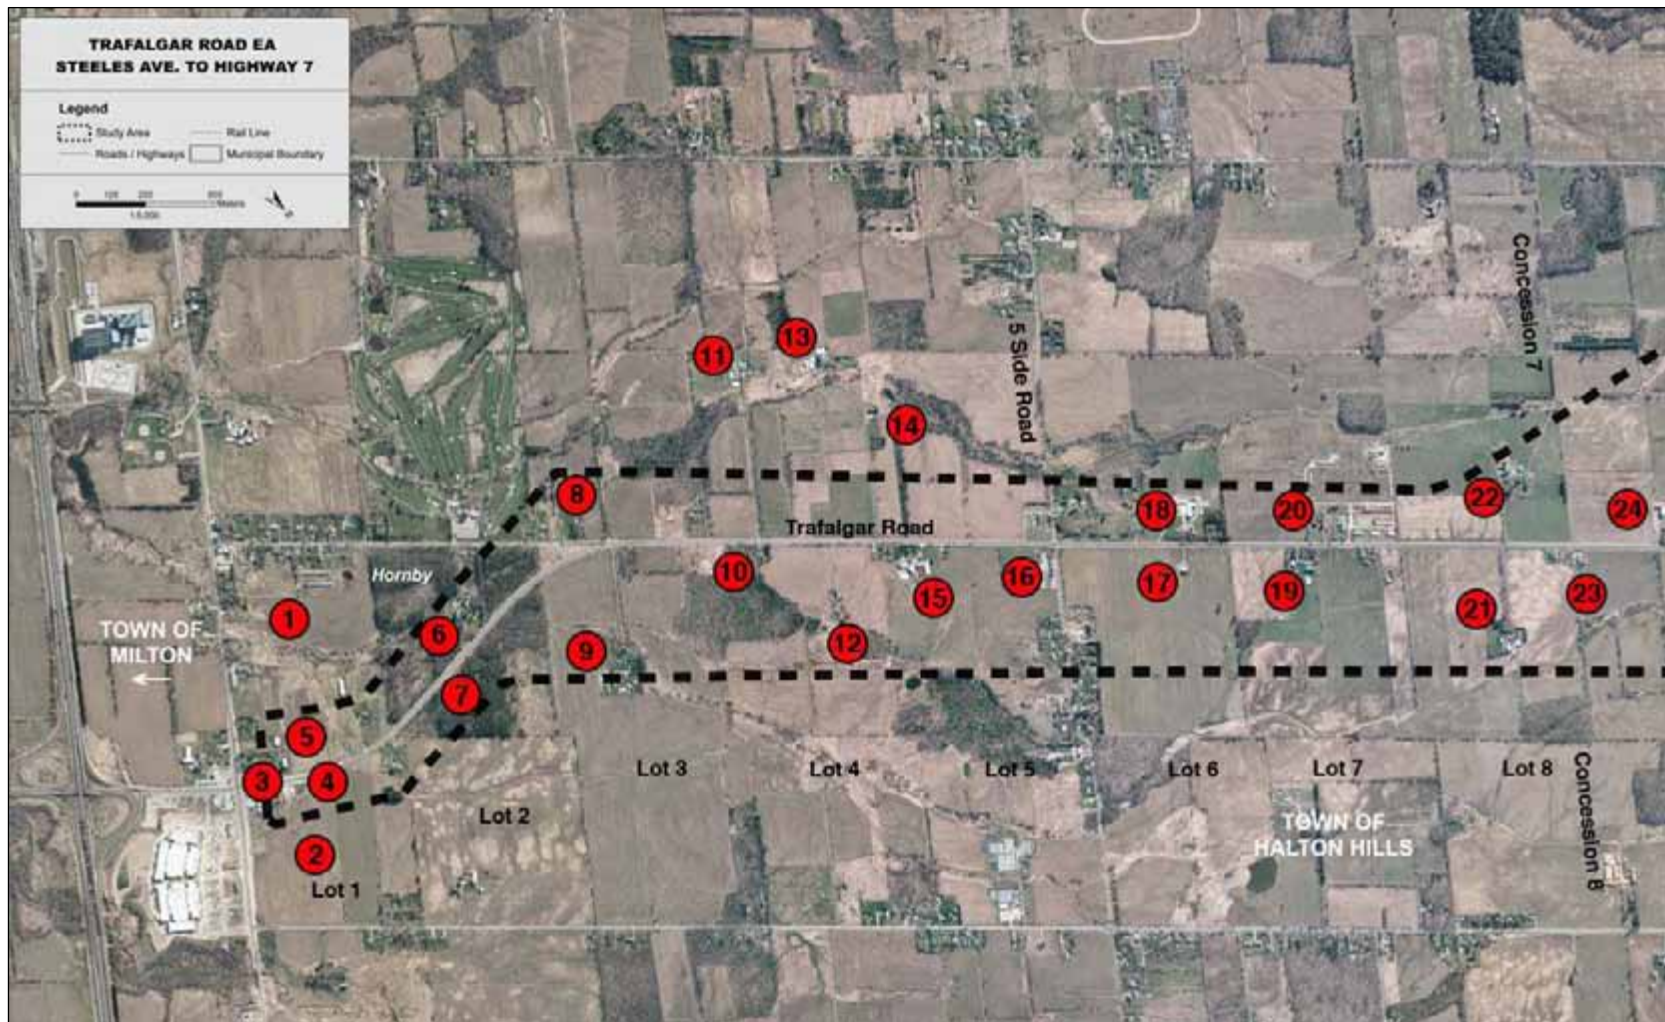 TRAFALGAR ROAD EA
STEELES AVE. TO HIGHWAY 7
Legend
Study Area
Rail Line
Roads / Highways
Municipal Boundary
Meters
Concession 7
5 Side Road
11
13
14
8
18
20
22
24
Trafalgar Road
Hornby
10
16
17
15
19
21
23
1
6
9
12
TOWN OF
MILTON
7
5
3
4
Lot 3
Lot 4
Lot 5
Lot 6
Lot 7
Lot 8
Concession 8
Lot 2
TOWN OF
HALTON HILLS
2
Lot 1